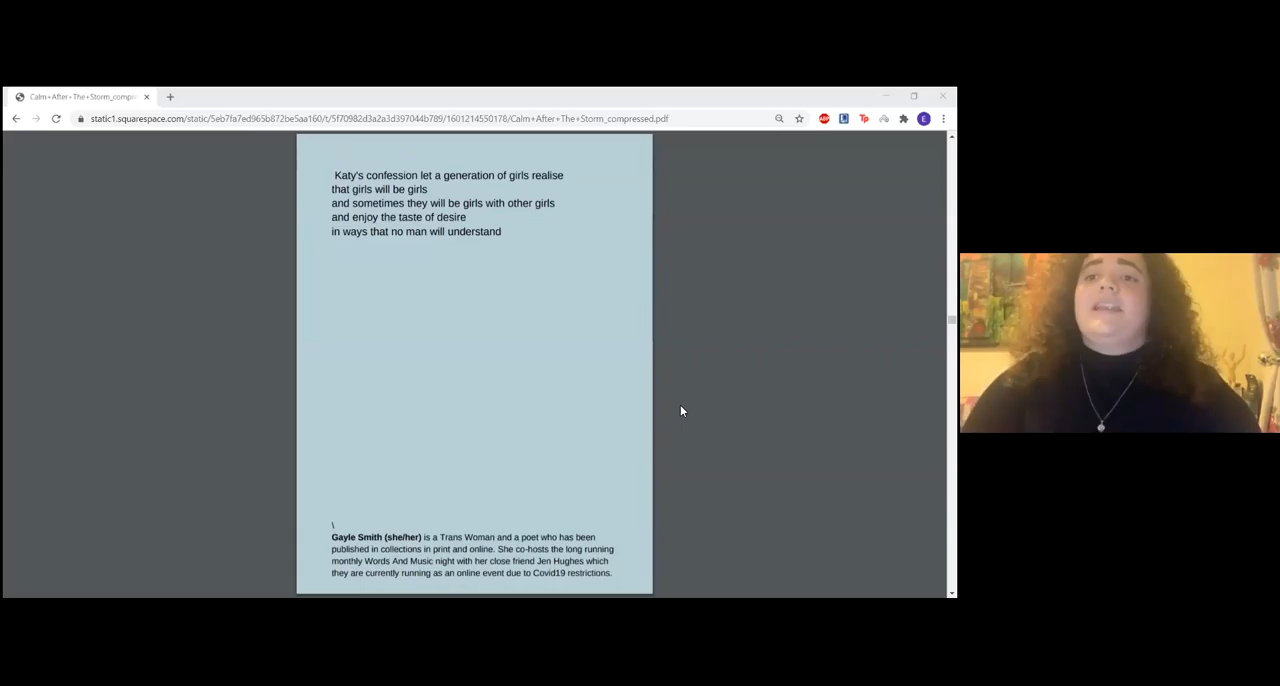 Calm+After+The+Storm_compre
static1.squarespace.com/static/5eb7fa7ed965b872be5aa160/t/5f70982d3a2a3d397044b789/1601214550178/Calm+After+The+Storm_compressed.pdf
ABP
Tp
E
Katy's confession let a generation of girls realise
that girls will be girls
and sometimes they will be girls with other girls
and enjoy the taste of desire
in ways that no man will understand
\
Gayle Smith (she/her) is a Trans Woman and a poet who has been
published in collections in print and online. She co-hosts the long running
monthly Words And Music night with her close friend Jen Hughes which
they are currently running as an online event due to Covid19 restrictions.